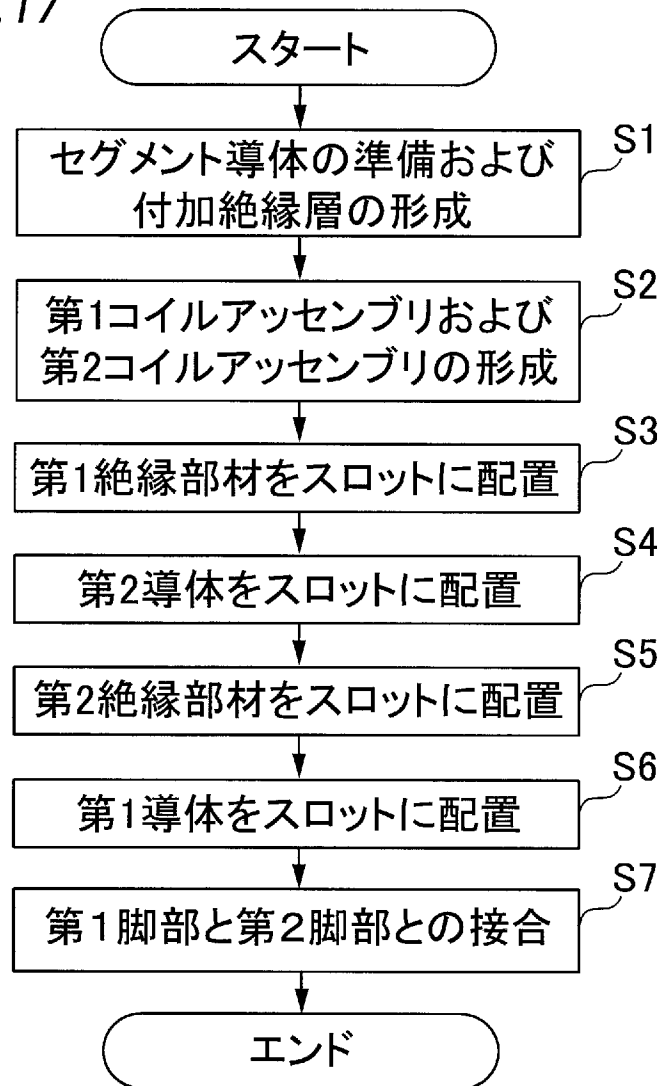 .17
スタート
セグメント導体の準備および
付加絶縁層の形成
S1
第1コイルアッセンブリおよび
第2コイルアッセンブリの形成
S2
第1絶縁部材をスロットに配置
S3
第2導体をスロットに配置
S4
第2絶縁部材をスロットに配置
S5
第1導体をスロットに配置
S6
第1脚部と第2脚部との接合
S7
エンド